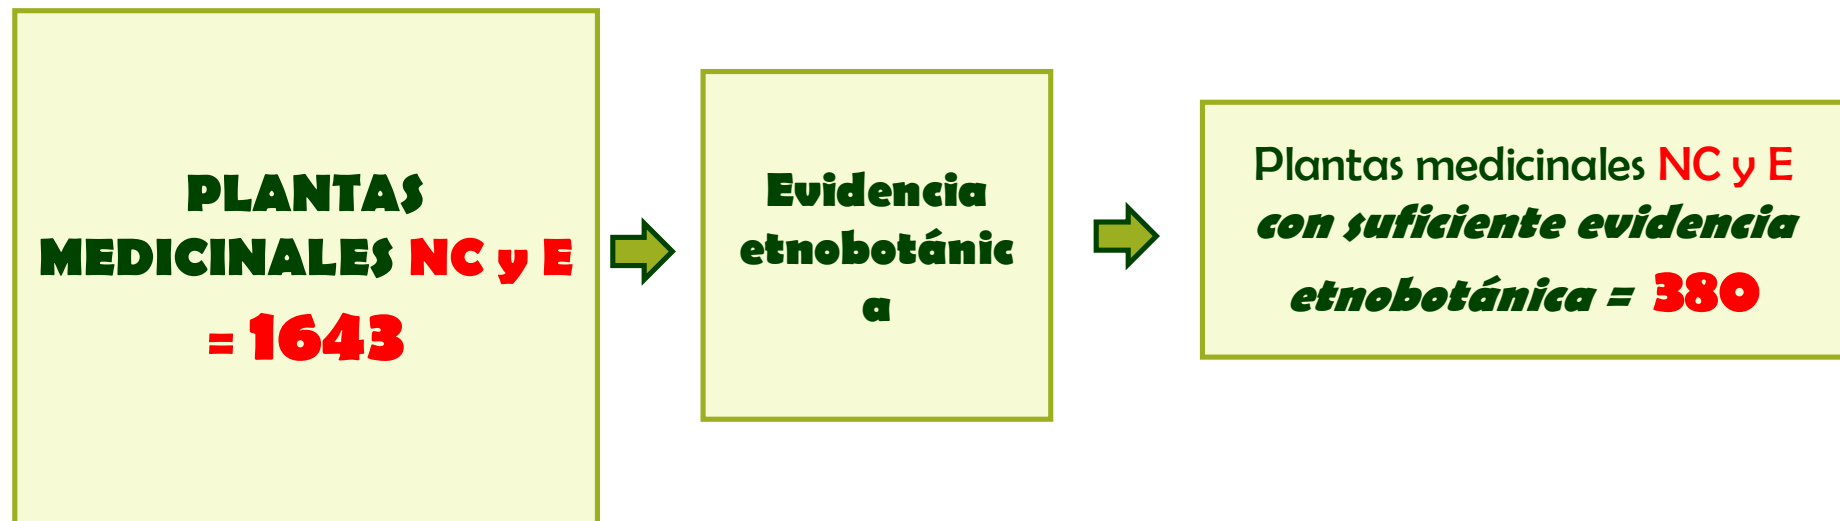 PLANTAS
MEDICINALES NC y E
= 1643
Evidencia
etnobotánic
a
Plantas medicinales NC y E
con suficiente evidencia
etnobotánica = 380